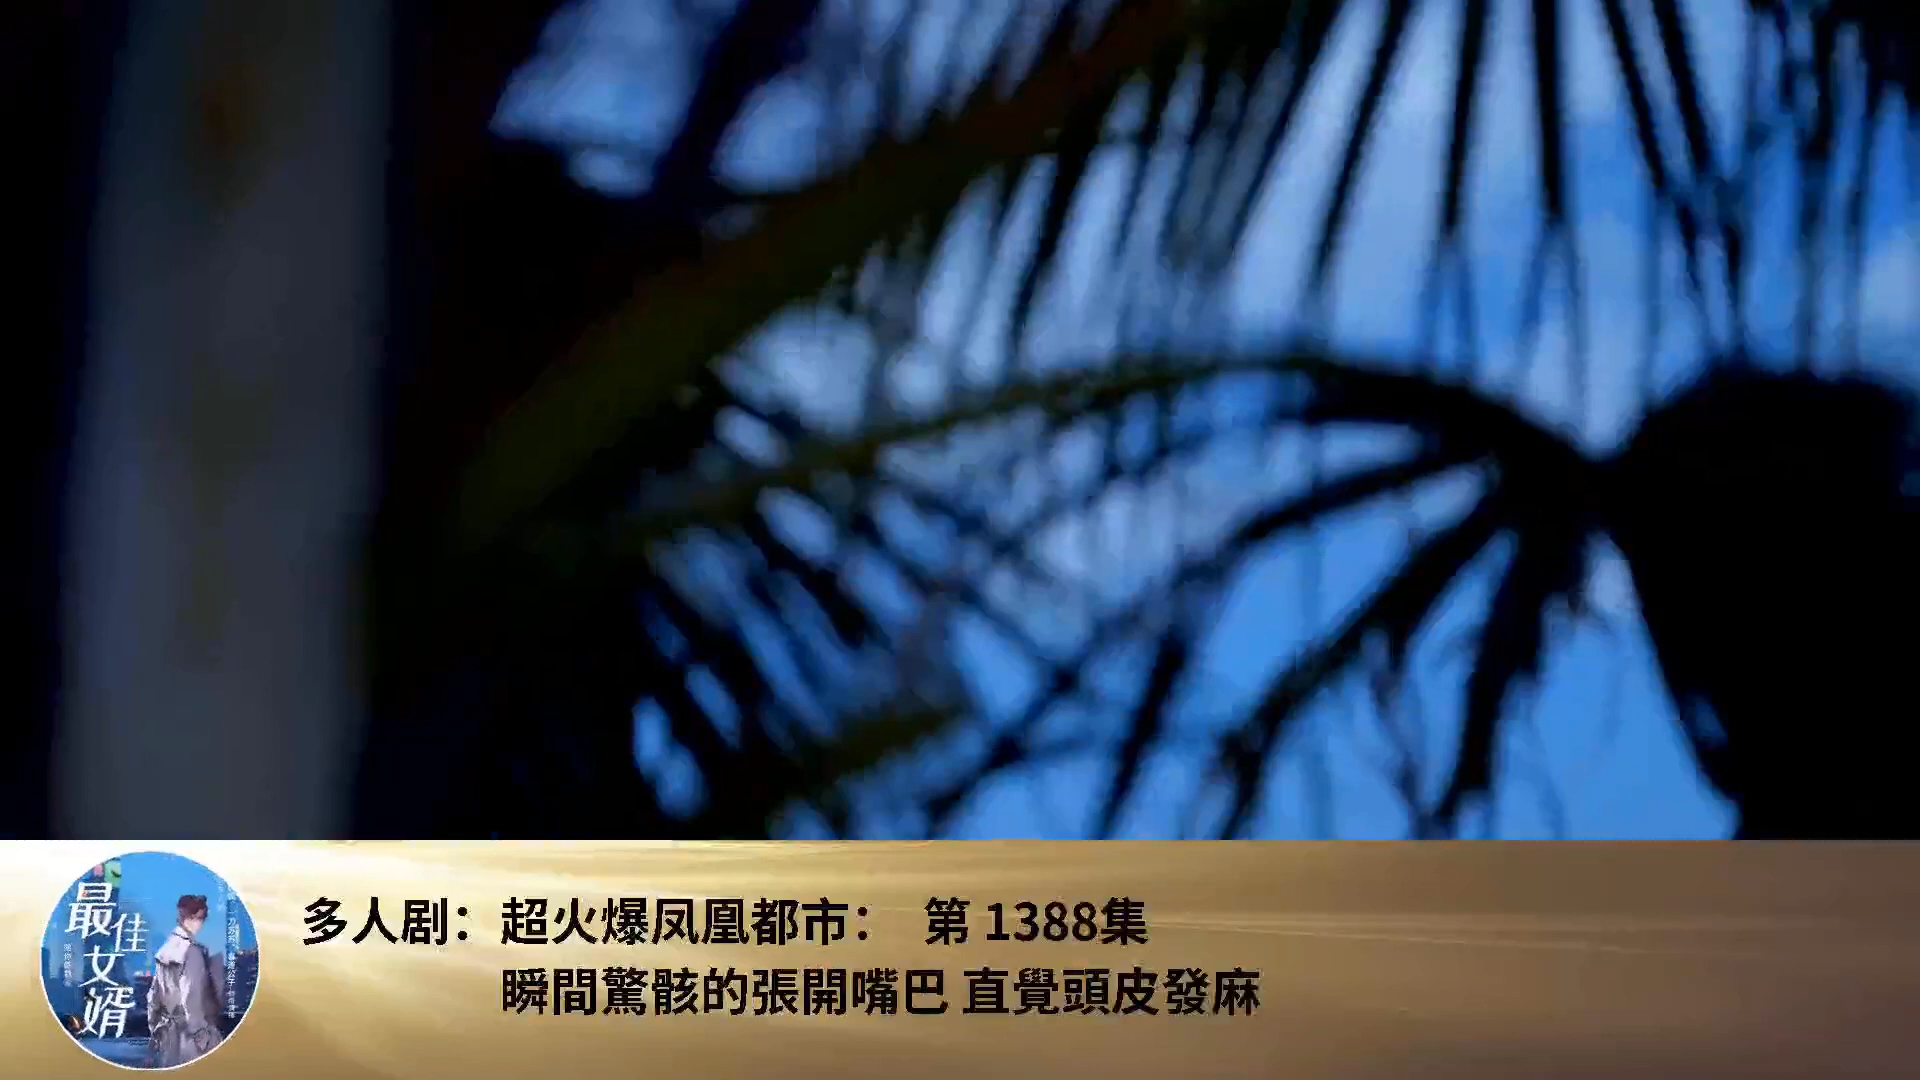 多人剧：超火爆凤凰都市： 第 1388集
瞬間驚骇的張開嘴巴 直覺頭皮發麻
最佳女婿